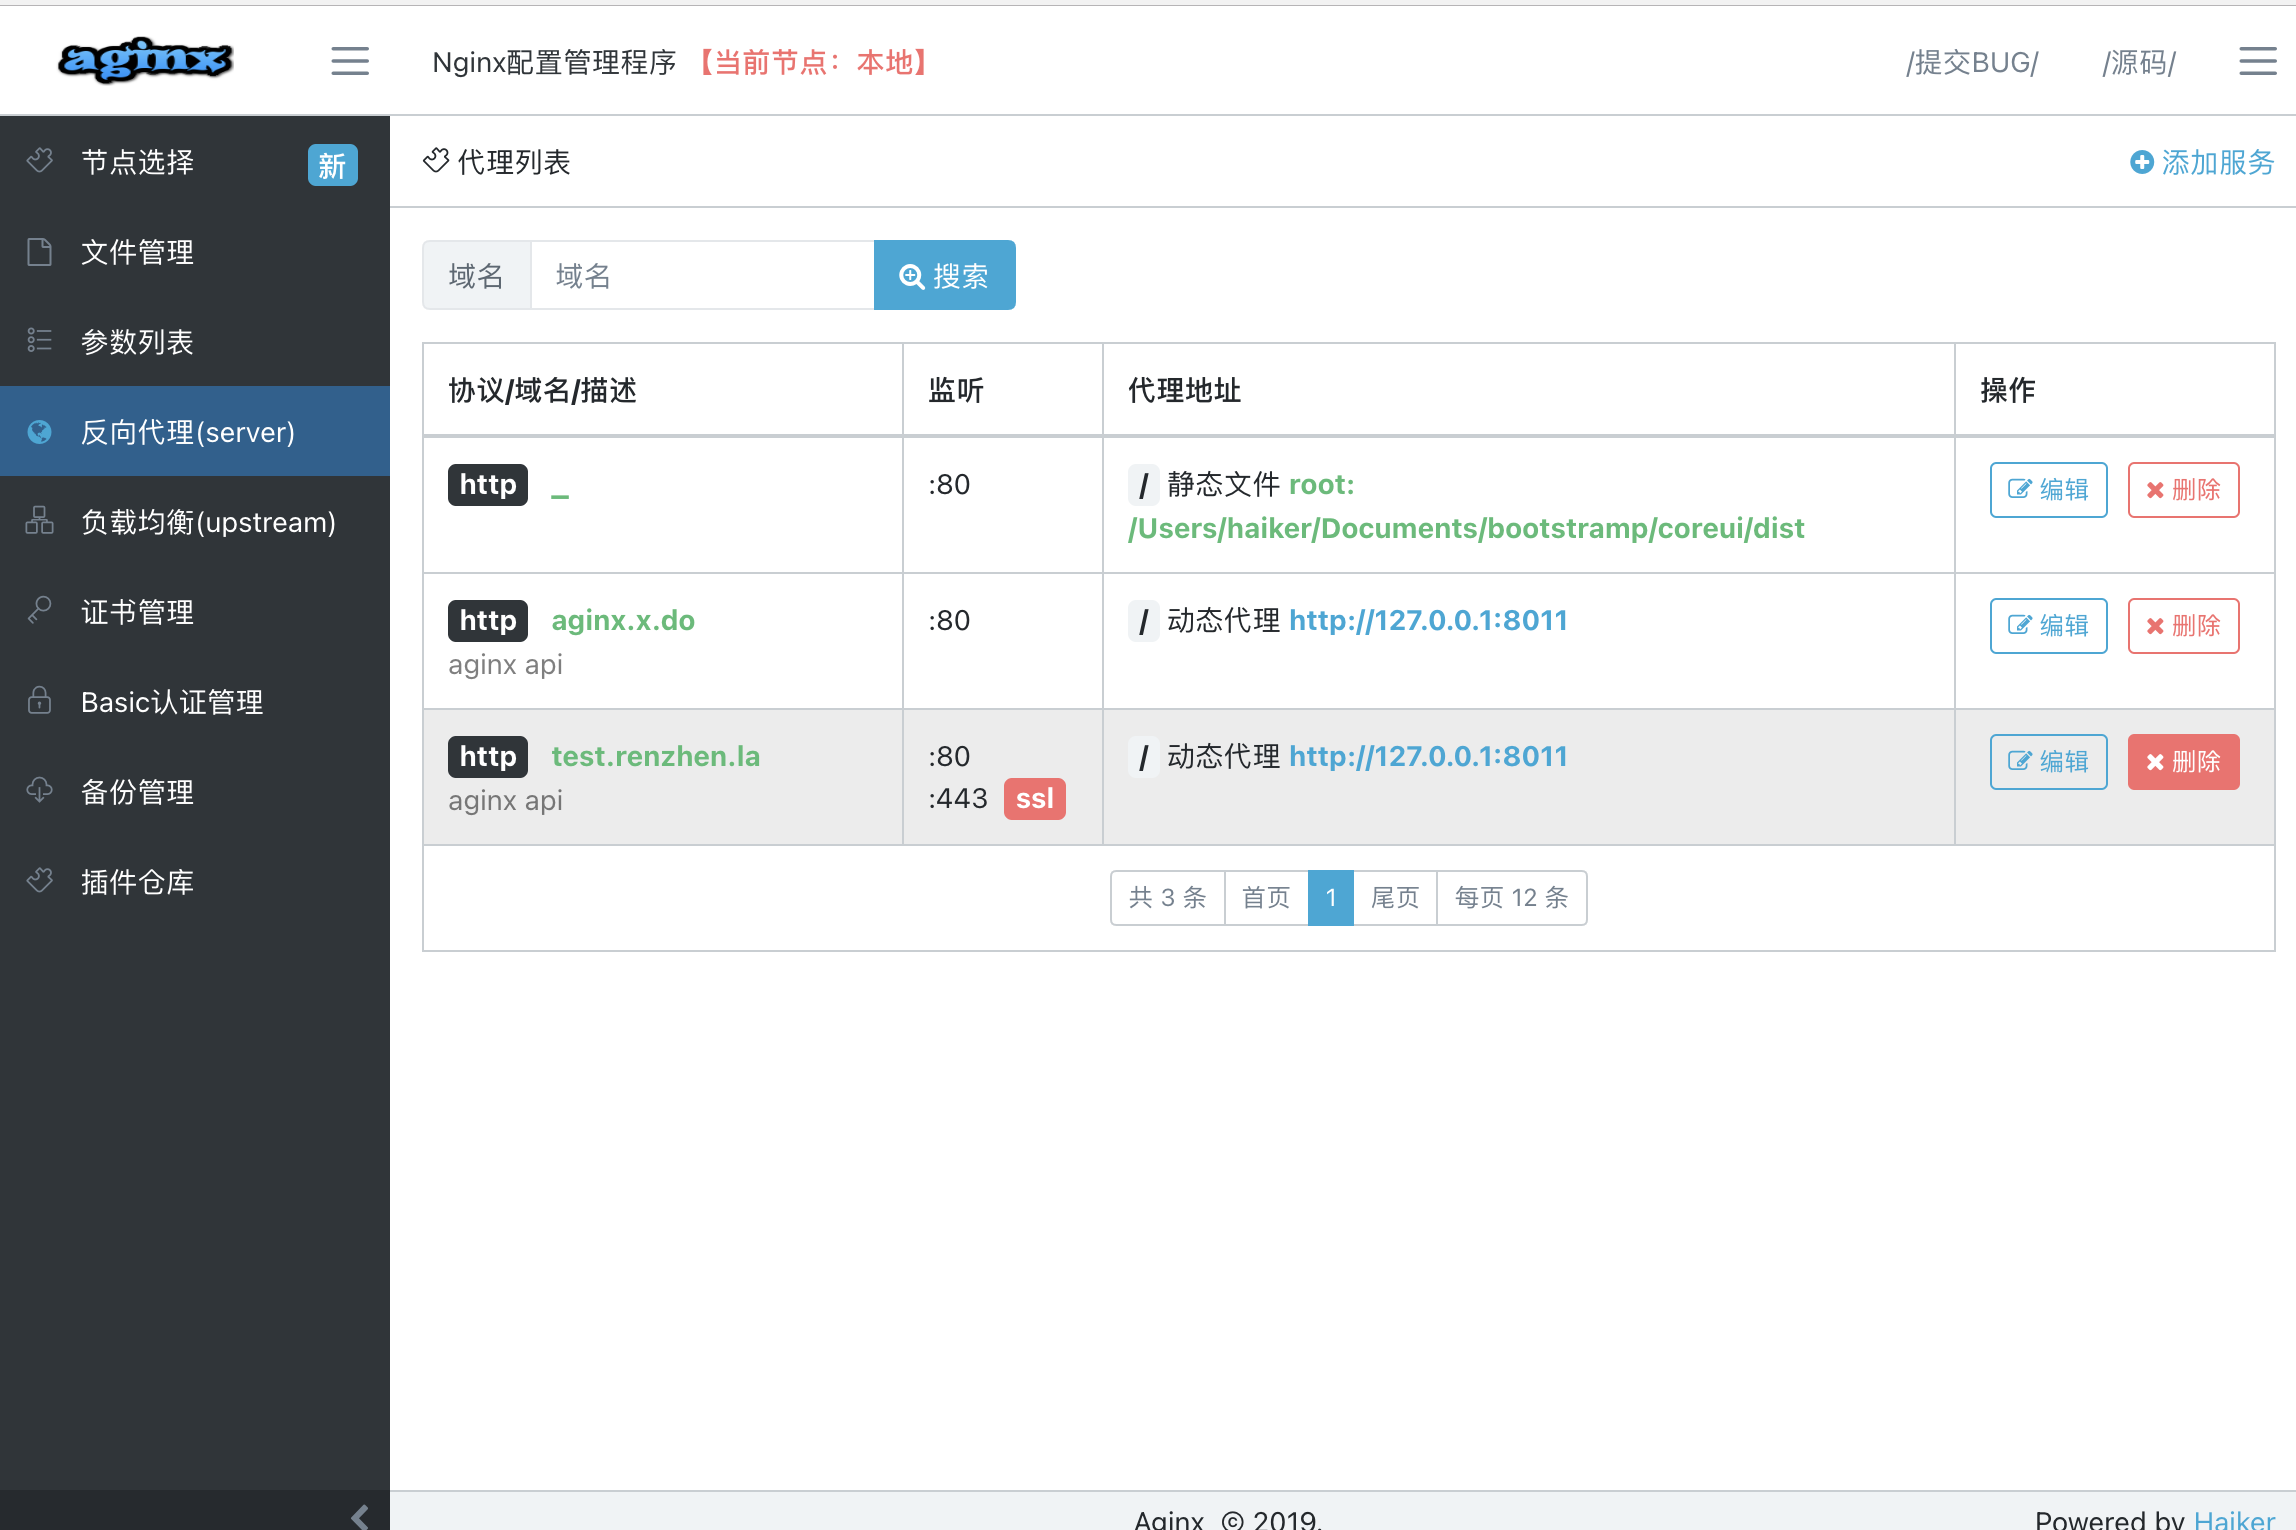 aginx
Nginx配置管理程序 【当前节点：本地】
/提交BUG/ /源码/
节点选择 新
文件管理
参数列表
反向代理(server)
负载均衡(upstream)
证书管理
Basic认证管理
备份管理
插件仓库
代理列表
添加服务
域名 域名 搜索
协议/域名/描述 监听 代理地址 操作
http _ :80 / 静态文件 root: 编辑 删除
/Users/haiker/Documents/bootstramp/coreui/dist
http aginx.x.do :80 / 动态代理 http://127.0.0.1:8011 编辑 删除
aginx api
http test.renzhen.la :80 / 动态代理 http://127.0.0.1:8011 编辑 删除
aginx api :443 ssl
共 3 条 首页 1 尾页 每页 12 条
Aginx © 2019. Powered by Haiker